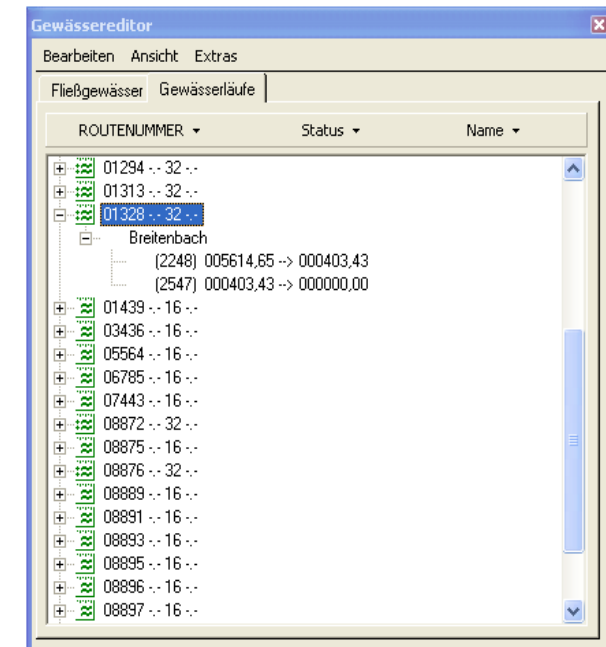 Gewässereditor
Bearbeiten Ansicht Extras
Fließgewässer Gewässerläufe
ROUTENUMMER Status Name
01294 -.- 32 -.-
01313 -.- 32 -.-
01328 -.- 32 -.-
Breitenbach
(2248) 005614,65 --> 000403,43
(2547) 000403,43 --> 000000,00
01439 -.- 16 -.-
03436 -.- 16 -.-
05564 -.- 16 -.-
06785 -.- 16 -.-
07443 -.- 16 -.-
08872 -.- 32 -.-
08875 -.- 16 -.-
08876 -.- 32 -.-
08889 -.- 16 -.-
08891 -.- 16 -.-
08893 -.- 16 -.-
08895 -.- 16 -.-
08896 -.- 16 -.-
08897 -.- 16 -.-